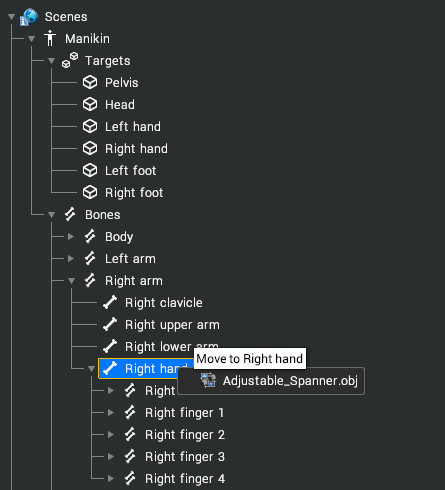 Scenes
Manikin
Targets
Pelvis
Head
Left hand
Right hand
Left foot
Right foot
Bones
Body
Left arm
Right arm
Right clavicle
Right upper arm
Right lower arm
Move to Right hand
Right hand
Adjustable_Spanner.obj
Right
Right finger 1
Right finger 2
Right finger 3
Right finger 4